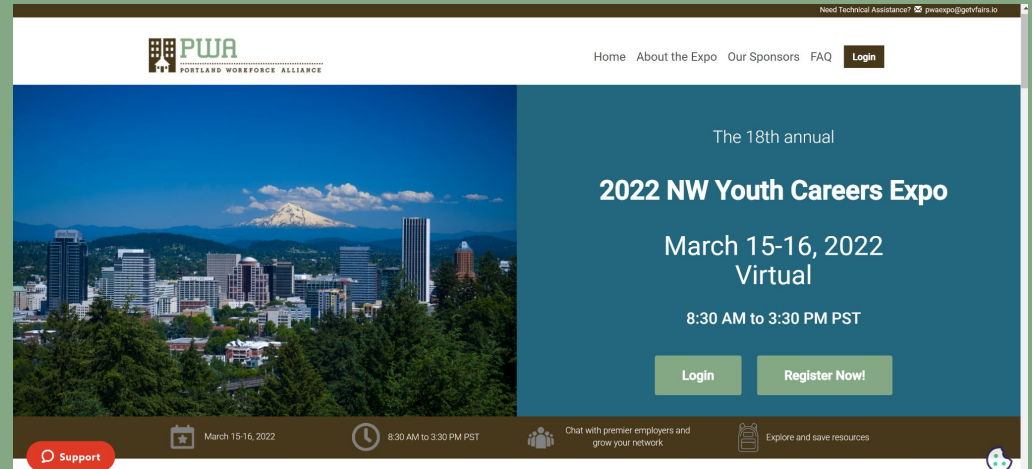 Need Technical Assistance? pwaexpo@getvfairs.io
PWA
PORTLAND WORKFORCE ALLIANCE
Home About the Expo Our Sponsors FAQ Login
The 18th annual
2022 NW Youth Careers Expo
March 15-16, 2022
Virtual
8:30 AM to 3:30 PM PST
Login Register Now!
March 15-16, 2022
8:30 AM to 3:30 PM PST
Chat with premier employers and
grow your network
Explore and save resources
Support